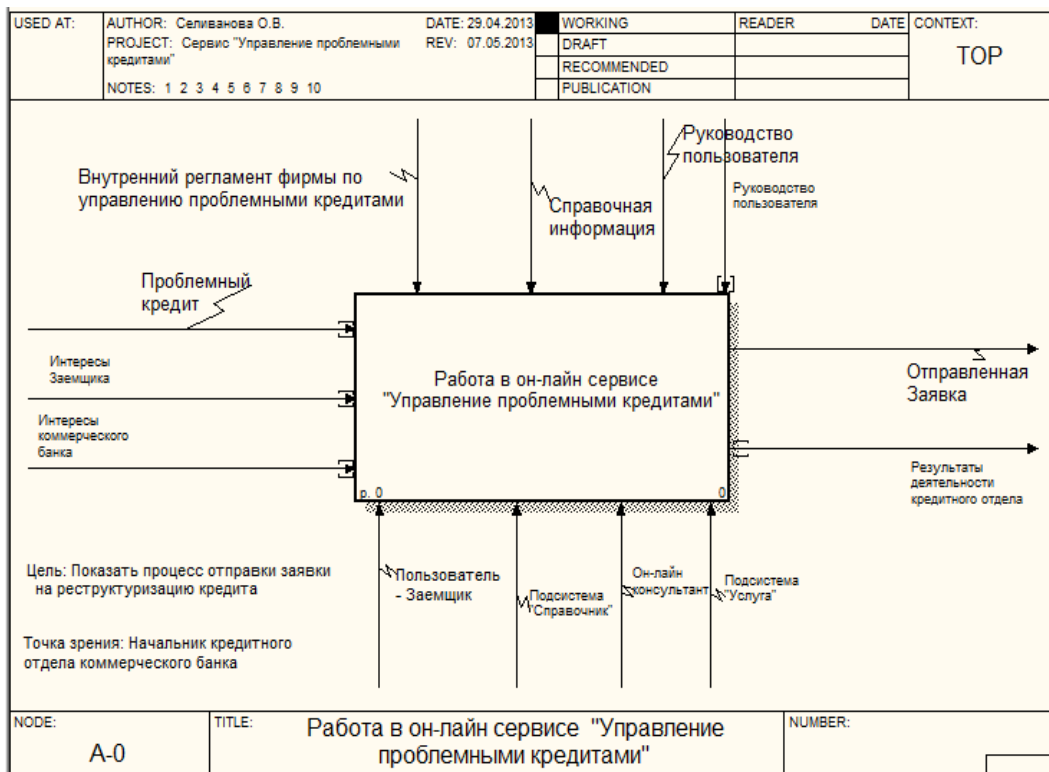 USED AT:
AUTHOR: Селиванова О.В.
DATE: 29.04.2013
WORKING
READER
DATE
CONTEXT:
PROJECT: Сервис "Управление проблемными
кредитами"
REV: 07.05.2013
DRAFT
TOP
RECOMMENDED
NOTES: 1 2 3 4 5 6 7 8 9 10
PUBLICATION
Внутренний регламент фирмы по
управлению проблемными кредитами
Справочная
информация
Руководство
пользователя
Руководство
пользователя
Проблемный
кредит
Интересы
Заемщика
Интересы
коммерческого
банка
Работа в он-лайн сервисе
"Управление проблемными кредитами"
р. 0
0
Отправленная
Заявка
Результаты
деятельности
кредитного отдела
Пользователь
- Заемщик
Подсистема
"Справочник"
Он-лайн
консультант
Подсистема
"Услуга"
Цель: Показать процесс отправки заявки
на реструктуризацию кредита
Точка зрения: Начальник кредитного
отдела коммерческого банка
NODE:
A-0
TITLE:
Работа в он-лайн сервисе "Управление
проблемными кредитами"
NUMBER: